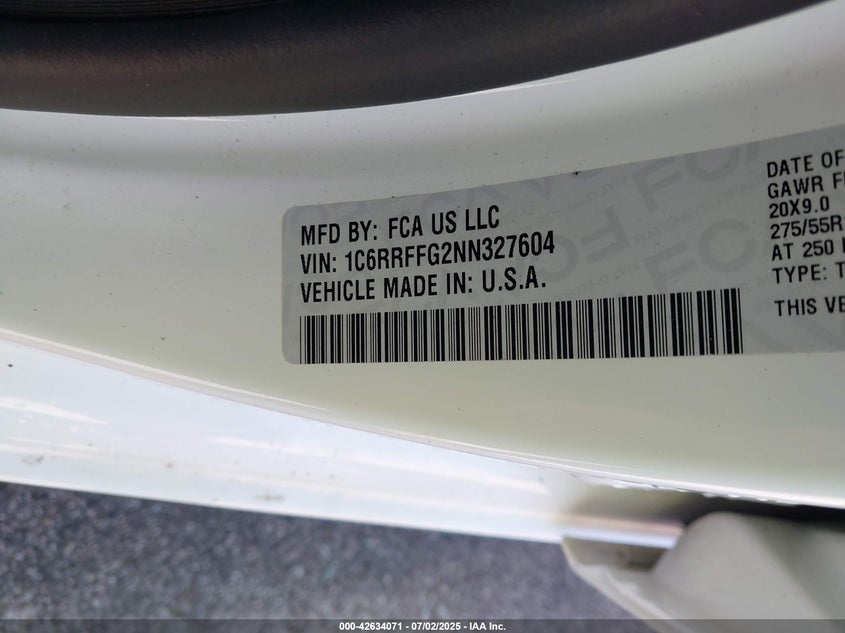 MFD BY: FCA US LLC
VIN: 1C6RRFFG2NN327604
VEHICLE MADE IN: U.S.A.
DATE OF
GAWR F
20X9.0
275/55R
AT 250
TYPE: T
THIS VE
000-42634071 - 07/02/2025 - IAA Inc.